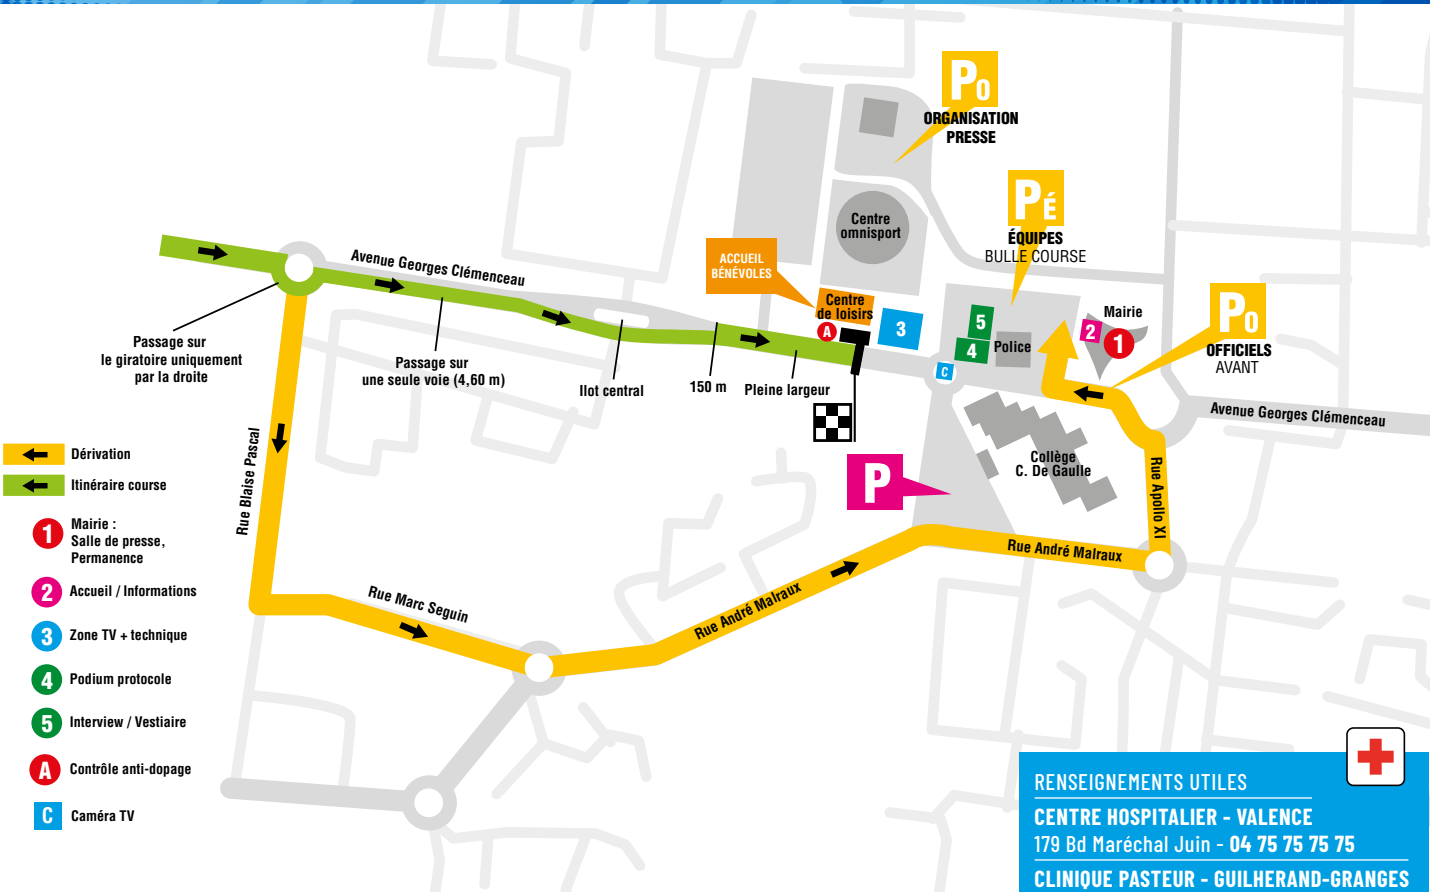 PO
ORGANISATION
PRESSE
PÉ
ÉQUIPES
BULLE COURSE
Centre
omnisport
ACCUEIL
BÉNÉVOLES
Centre
de loisirs
A
3
5
4
Police
C
Mairie
2
1
PO
OFFICIELS
AVANT
Avenue Georges Clémenceau
Avenue Georges Clémenceau
Passage sur
le giratoire uniquement
par la droite
Passage sur
une seule voie (4,60 m)
Ilot central
150 m
Pleine largeur
P
Collège
C. De Gaulle
Rue Apollo XI
Rue André Malraux
Rue André Malraux
Rue Marc Seguin
Rue Blaise Pascal
Dérivation
Itinéraire course
1
Mairie :
Salle de presse,
Permanence
2 Accueil / Informations
3 Zone TV + technique
4 Podium protocole
5 Interview / Vestiaire
A Contrôle anti-dopage
C Caméra TV
RENSEIGNEMENTS UTILES
CENTRE HOSPITALIER - VALENCE
179 Bd Maréchal Juin - 04 75 75 75 75
CLINIQUE PASTEUR - GUILHERAND-GRANGES